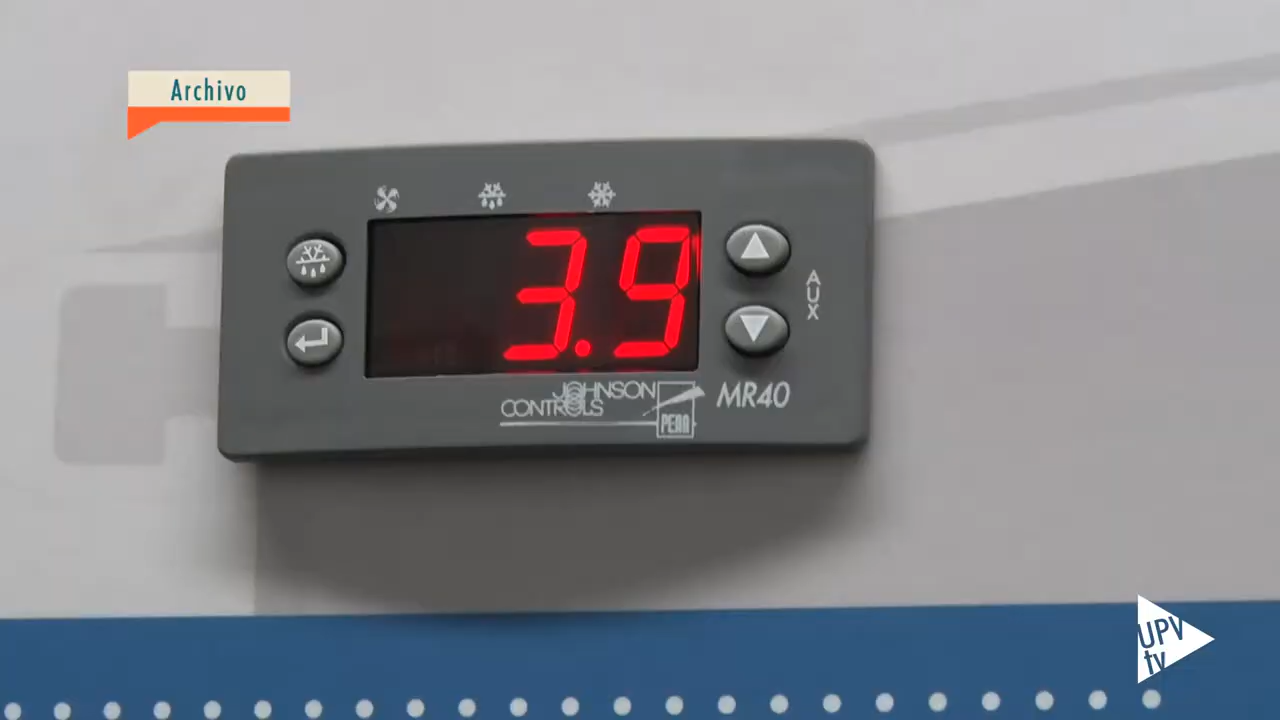 Archivo
3.9
AUX
JOHNSON
CONTROLS
PENN
MR40
UPV
tv